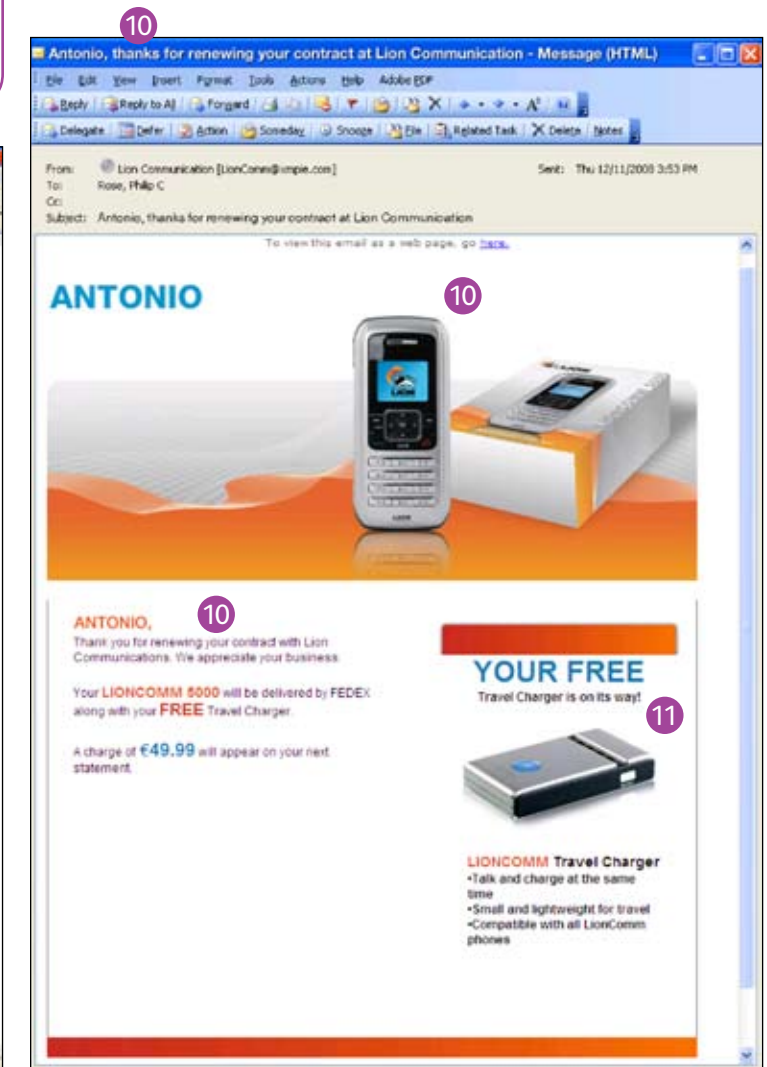 10
Antonio, thanks for renewing your contract at Lion Communication - Message (HTML)
File Edit View Insert Format Tools Actions Help Adobe PDF
Reply Reply to All Forward
Delegate Defer Action Someday Snooze File Related Task Delete Notes
From: Lion Communication [LionComm@xmpie.com] Sent: Thu 12/11/2008 3:53 PM
To: Rose, Philip C
Cc:
Subject: Antonio, thanks for renewing your contract at Lion Communication
To view this email as a web page, go here.
ANTONIO
10
LION
ANTONIO,
10
Thank you for renewing your contract with Lion
Communications. We appreciate your business.
Your LIONCOMM 5000 will be delivered by FEDEX
along with your FREE Travel Charger.
A charge of €49.99 will appear on your next
statement.
YOUR FREE
Travel Charger is on its way!
11
LIONCOMM Travel Charger
•Talk and charge at the same
time
•Small and lightweight for travel
•Compatible with all LionComm
phones